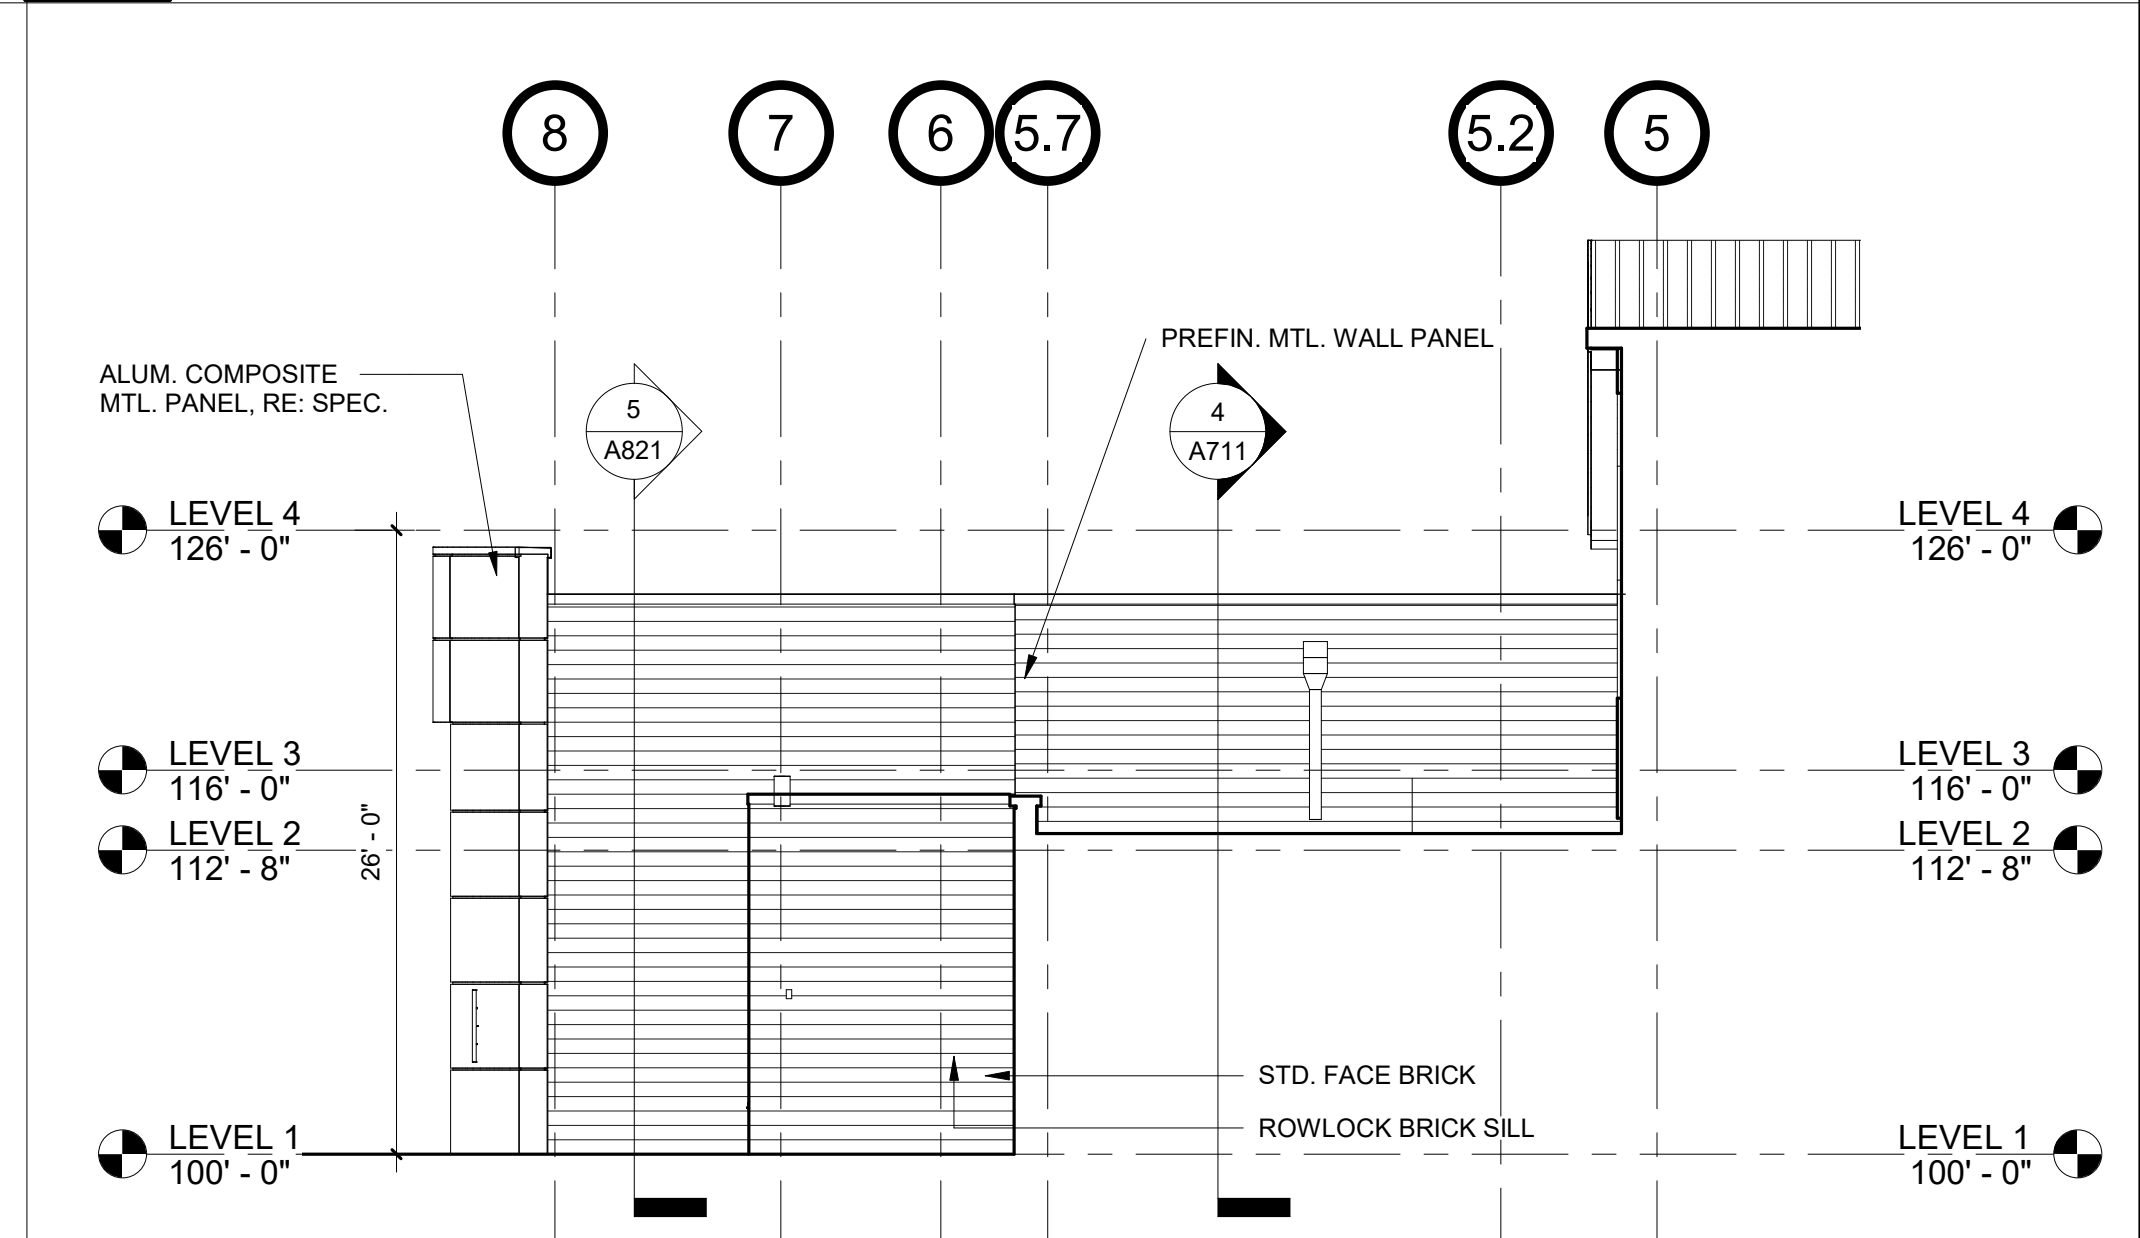 8
7
6
5.7
5.2
5
PREFIN. MTL. WALL PANEL
ALUM. COMPOSITE
MTL. PANEL, RE: SPEC.
5
A821
4
A711
LEVEL 4
126' - 0"
LEVEL 4
126' - 0"
LEVEL 3
116' - 0"
LEVEL 3
116' - 0"
26' - 0"
LEVEL 2
112' - 8"
LEVEL 2
112' - 8"
STD. FACE BRICK
ROWLOCK BRICK SILL
LEVEL 1
100' - 0"
LEVEL 1
100' - 0"